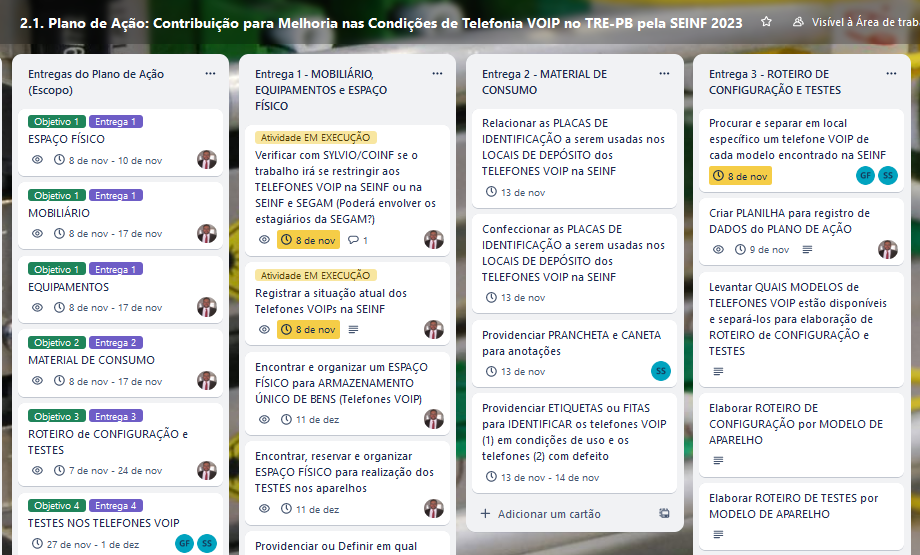 2.1. Plano de Ação: Contribuição para Melhoria nas Condições de Telefonia VOIP no TRE-PB pela SEINF 2023
Visível à Área de trab
Entregas do Plano de Ação
(Escopo)
Objetivo 1 Entrega 1
ESPAÇO FÍSICO
8 de nov - 10 de nov
Objetivo 1 Entrega 1
MOBILIÁRIO
8 de nov - 17 de nov
Objetivo 1 Entrega 1
EQUIPAMENTOS
8 de nov - 17 de nov
Objetivo 2 Entrega 2
MATERIAL DE CONSUMO
8 de nov - 17 de nov
Objetivo 3 Entrega 3
ROTEIRO de CONFIGURAÇÃO e
TESTES
7 de nov - 24 de nov
Objetivo 4 Entrega 4
TESTES NOS TELEFONES VOIP
27 de nov - 1 de dez
GF SS
Entrega 1 - MOBILIÁRIO,
EQUIPAMENTOS e ESPAÇO
FÍSICO
Atividade EM EXECUÇÃO
Verificar com SYLVIO/COINF se o
trabalho irá se restringir aos
TELEFONES VOIP na SEINF ou na
SEINF e SEGAM (Poderá envolver os
estagiários da SEGAM?)
8 de nov 1
Atividade EM EXECUÇÃO
Registrar a situação atual dos
Telefones VOIPs na SEINF
8 de nov
Encontrar e organizar um ESPAÇO
FÍSICO para ARMAZENAMENTO
ÚNICO DE BENS (Telefones VOIP)
11 de dez
Encontrar, reservar e organizar
ESPAÇO FÍSICO para realização dos
TESTES nos aparelhos
11 de dez
Providenciar ou Definir em qual
Entrega 2 - MATERIAL DE
CONSUMO
Relacionar as PLACAS DE
IDENTIFICAÇÃO a serem usadas nos
LOCAIS DE DEPÓSITO dos
TELEFONES VOIP na SEINF
13 de nov
Confeccionar as PLACAS DE
IDENTIFICAÇÃO a serem usadas nos
LOCAIS DE DEPÓSITO dos
TELEFONES VOIP na SEINF
13 de nov
Providenciar PRANCHETA e CANETA
para anotações
13 de nov
SS
Providenciar ETIQUETAS ou FITAS
para IDENTIFICAR os telefones VOIP
(1) em condições de uso e os
telefones (2) com defeito
13 de nov - 14 de nov
Adicionar um cartão
Entrega 3 - ROTEIRO DE
CONFIGURAÇÃO E TESTES
Procurar e separar em local
específico um telefone VOIP de
cada modelo encontrado na SEINF
8 de nov
GF SS
Criar PLANILHA para registro de
DADOS do PLANO DE AÇÃO
9 de nov
Levantar QUAIS MODELOS de
TELEFONES VOIP estão disponíveis
e separá-los para elaboração de
ROTEIRO de CONFIGURAÇÃO e
TESTES
Elaborar ROTEIRO DE
CONFIGURAÇÃO por MODELO DE
APARELHO
Elaborar ROTEIRO DE TESTES por
MODELO DE APARELHO